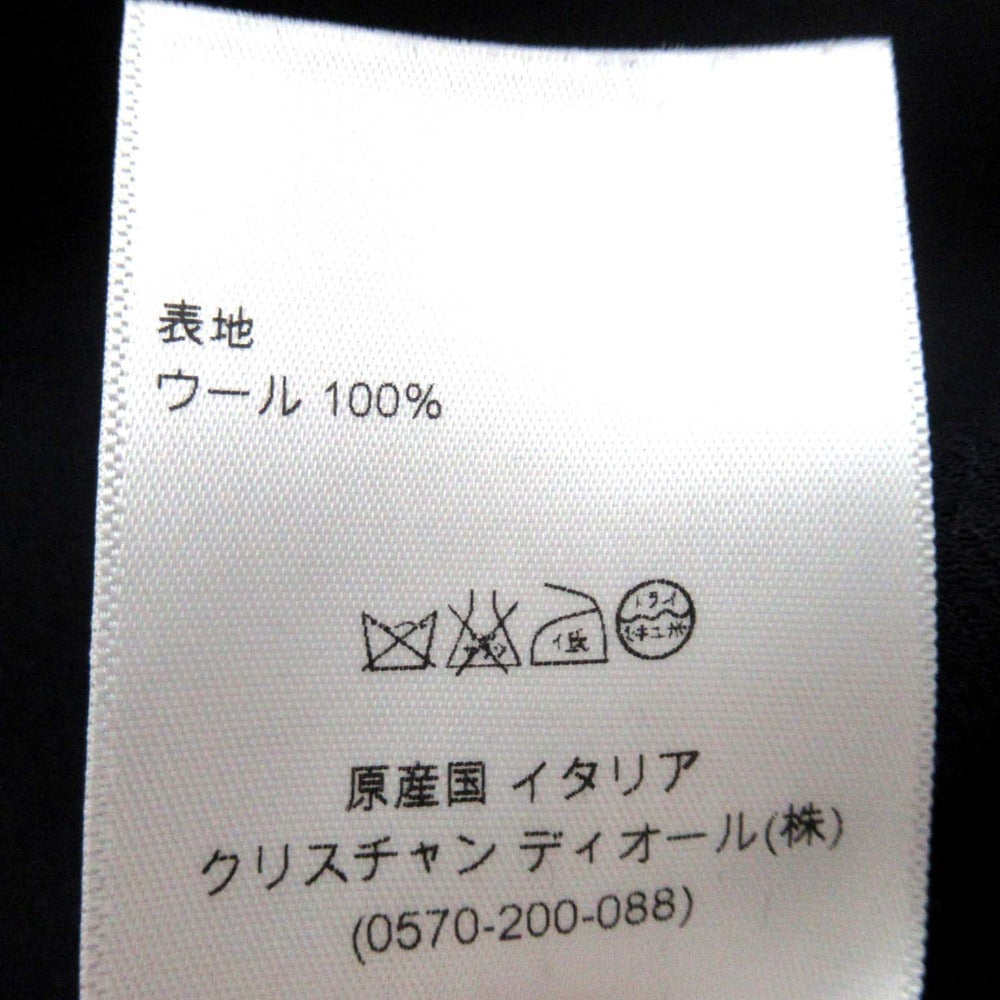 表地
ウール 100%
原産国 イタリア
クリスチャン ディオール(株)
(0570-200-088)